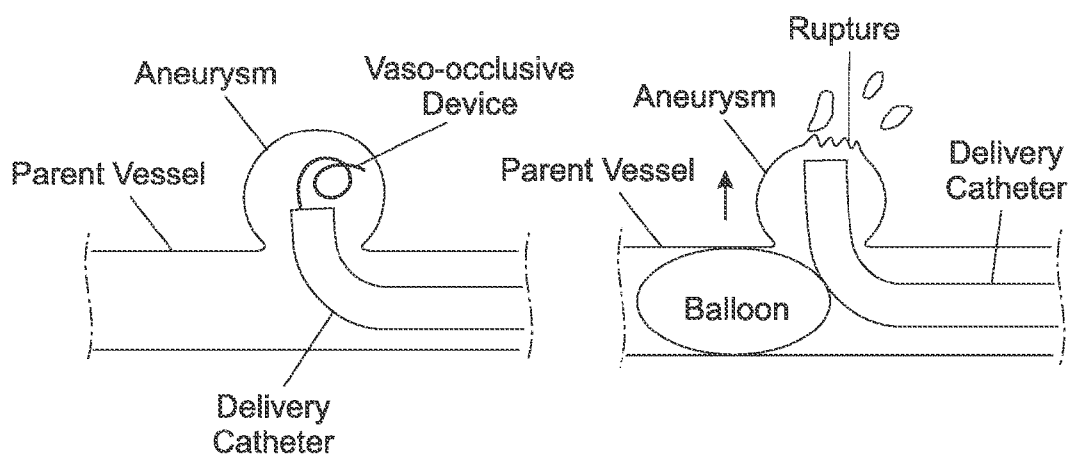 Aneurysm
Vaso-occlusive
Device
Parent Vessel
Delivery
Catheter
Rupture
Aneurysm
Parent Vessel
Delivery
Catheter
Balloon